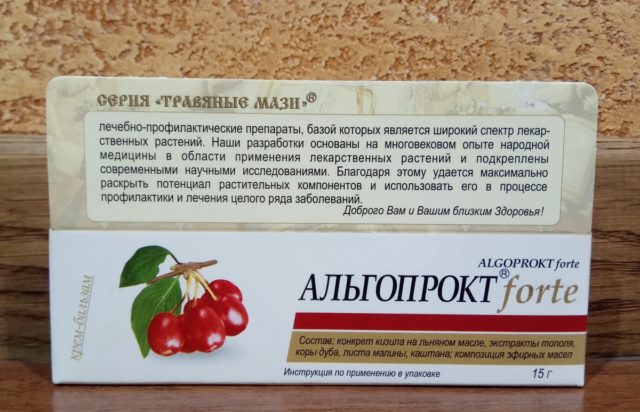 СЕРИЯ «ТРАВЯНЫЕ МАЗИ»®
лечебно-профилактические препараты, базой которых является широкий спектр лекар-
ственных растений. Наши разработки основаны на многовековом опыте народной
медицины в области применения лекарственных растений и подкреплены
современными научными исследованиями. Благодаря этому удается максимально
раскрыть потенциал растительных компонентов и использовать его в процессе
профилактики и лечения целого ряда заболеваний.
Доброго Вам и Вашим близким Здоровья!
крем-бальзам
ALGOPROKT forte
АЛЬГОПРОКТ® forte
Состав: конкрет кизила на льняном масле, экстракты тополя,
коры дуба, листа малины, каштана; композиция эфирных масел
Инструкция по применению в упаковке
15 г